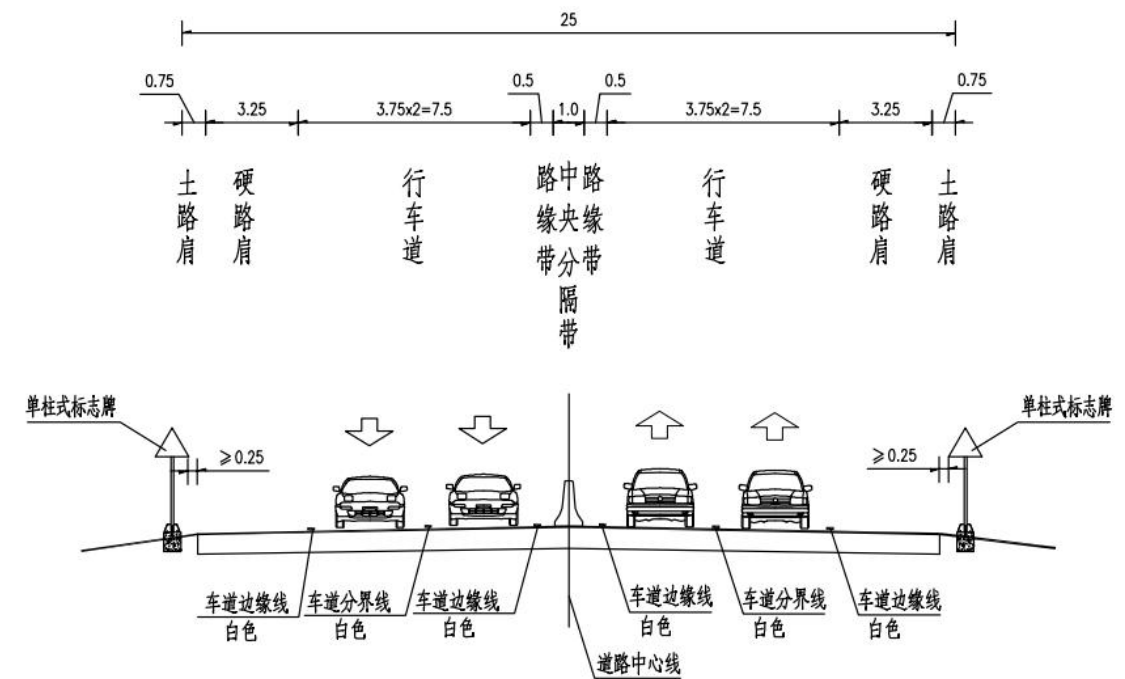 25
0.75
3.25
3.75x2=7.5
0.5
1.0
0.5
3.75x2=7.5
3.25
0.75
土路肩
硬路肩
行车道
路缘带
中央分隔带
路缘带
行车道
硬路肩
土路肩
单柱式标志牌
单柱式标志牌
≥0.25
≥0.25
车道边缘线
白色
车道分界线
白色
车道边缘线
白色
车道边缘线
白色
车道分界线
白色
车道边缘线
白色
道路中心线